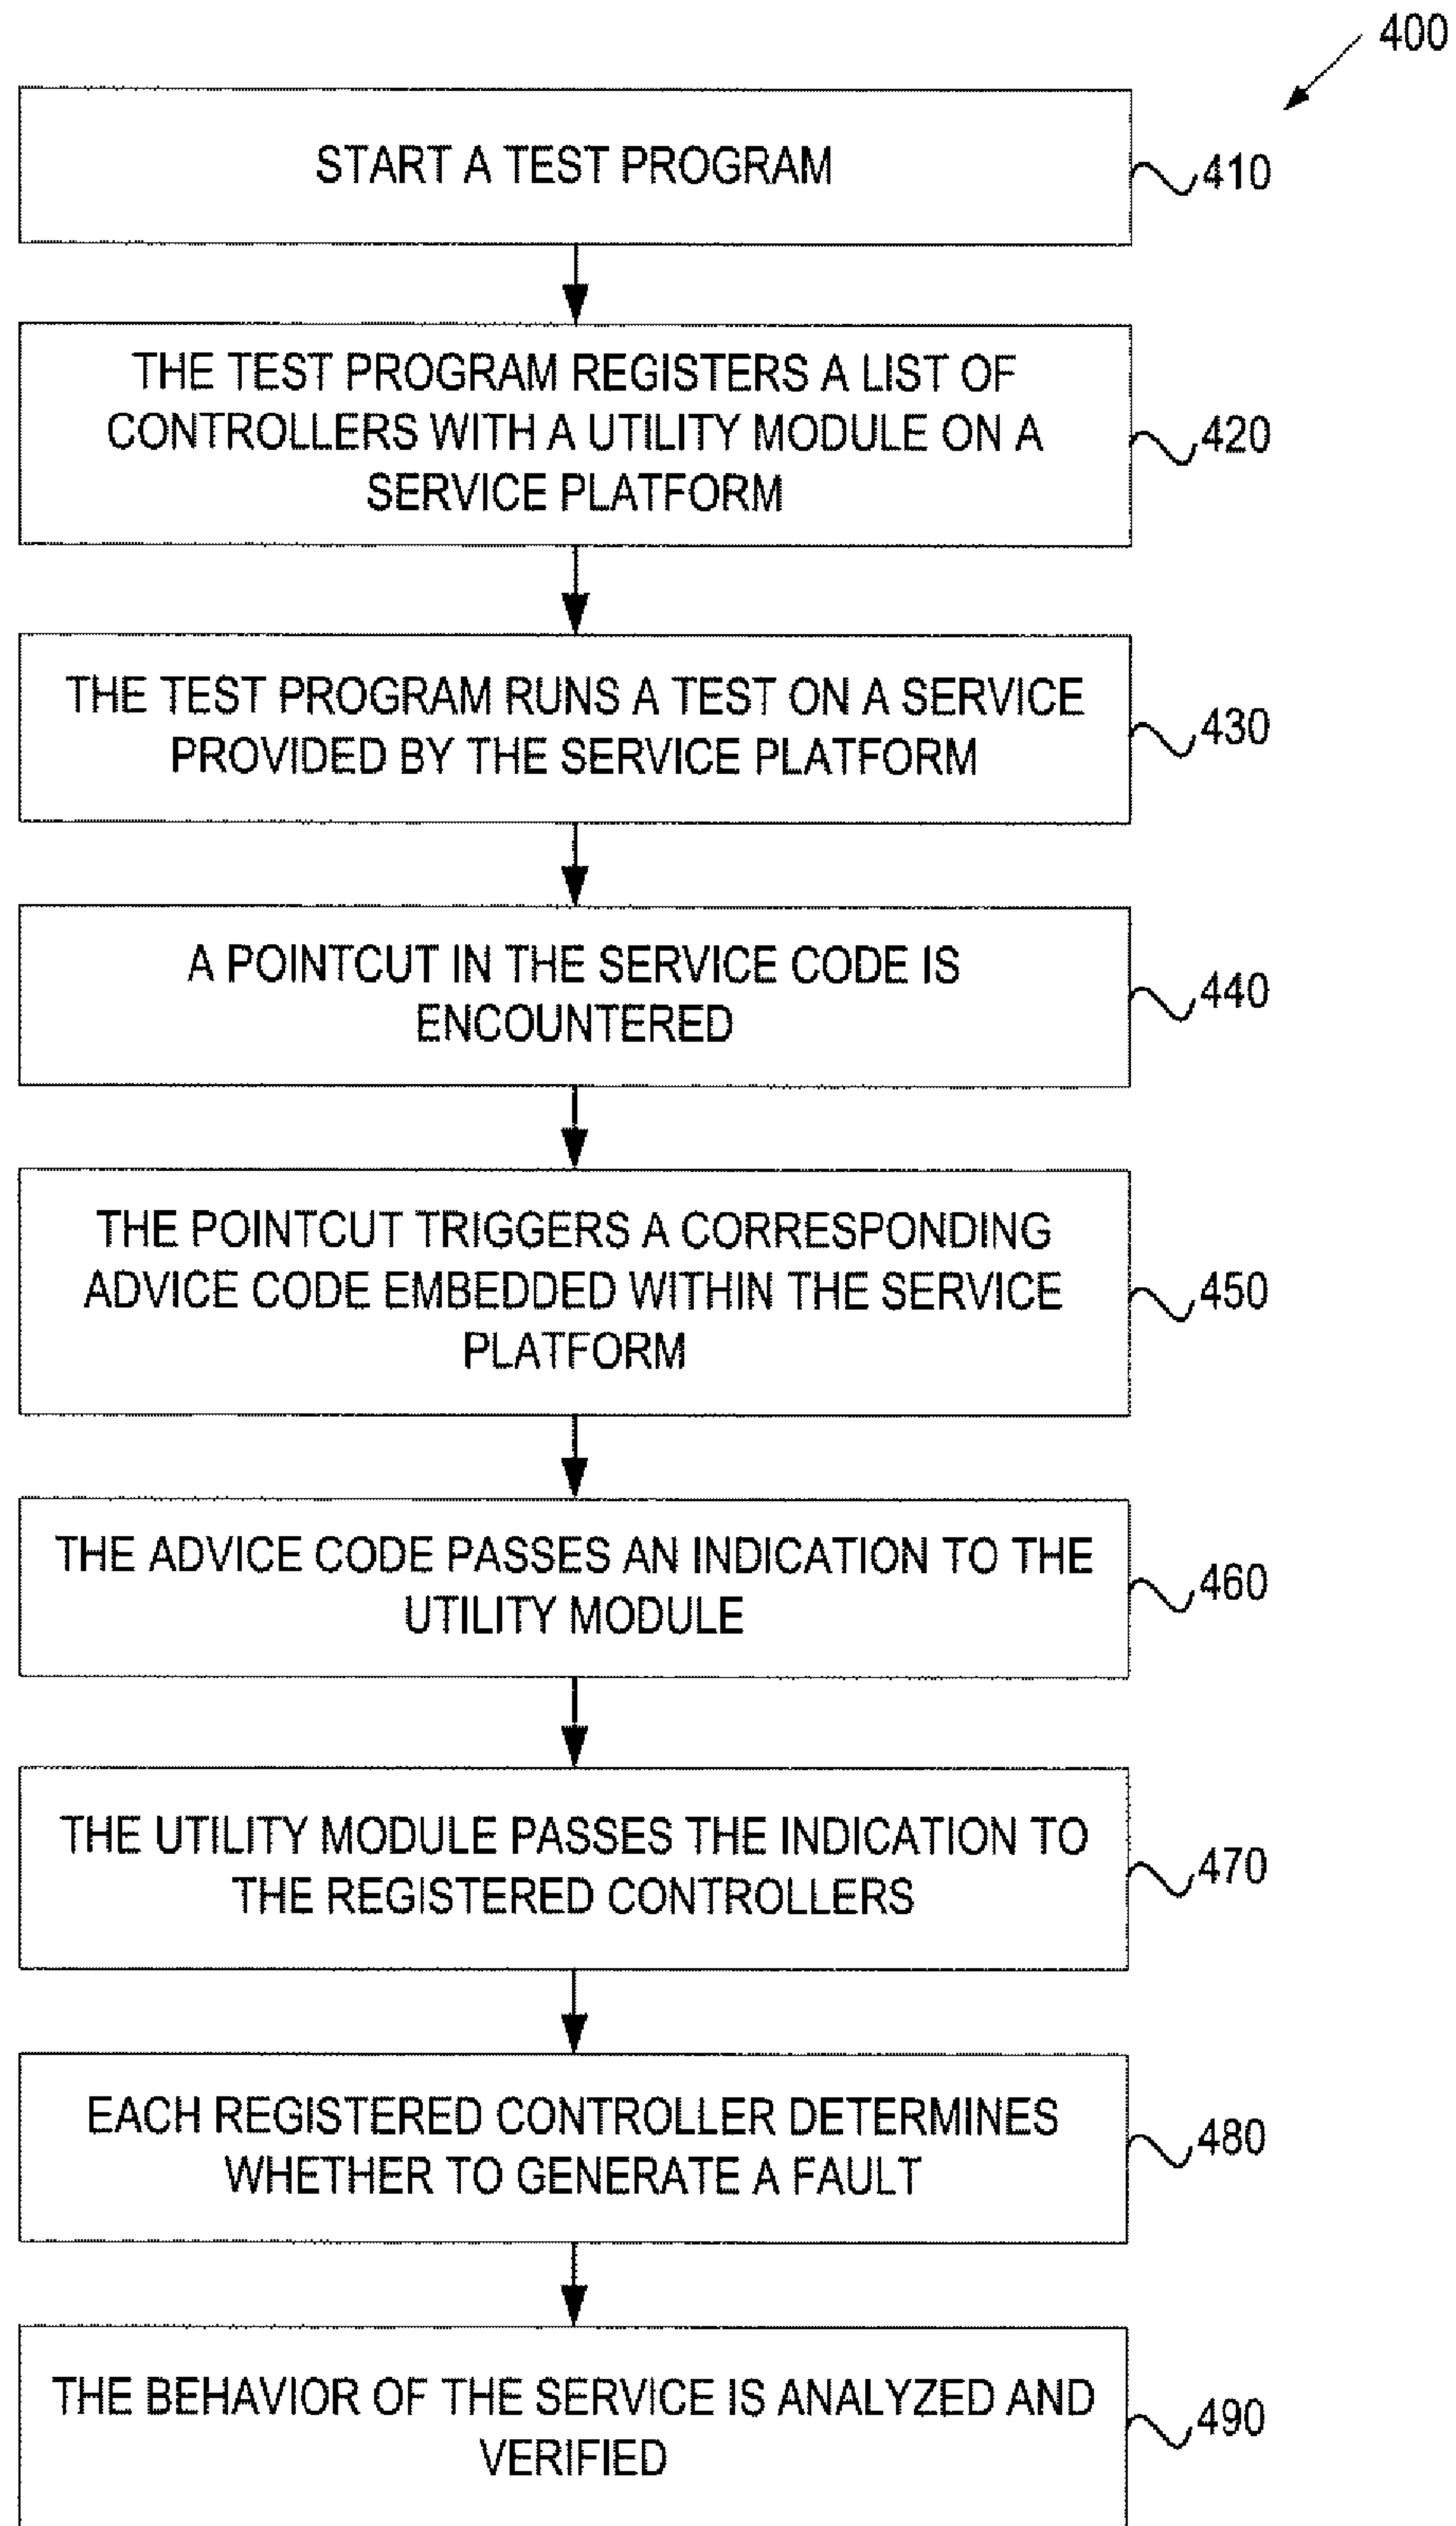 400
START A TEST PROGRAM
410
THE TEST PROGRAM REGISTERS A LIST OF
CONTROLLERS WITH A UTILITY MODULE ON A
SERVICE PLATFORM
420
THE TEST PROGRAM RUNS A TEST ON A SERVICE
PROVIDED BY THE SERVICE PLATFORM
430
A POINTCUT IN THE SERVICE CODE IS
ENCOUNTERED
440
THE POINTCUT TRIGGERS A CORRESPONDING
ADVICE CODE EMBEDDED WITHIN THE SERVICE
PLATFORM
450
THE ADVICE CODE PASSES AN INDICATION TO THE
UTILITY MODULE
460
THE UTILITY MODULE PASSES THE INDICATION TO
THE REGISTERED CONTROLLERS
470
EACH REGISTERED CONTROLLER DETERMINES
WHETHER TO GENERATE A FAULT
480
THE BEHAVIOR OF THE SERVICE IS ANALYZED AND
VERIFIED
490